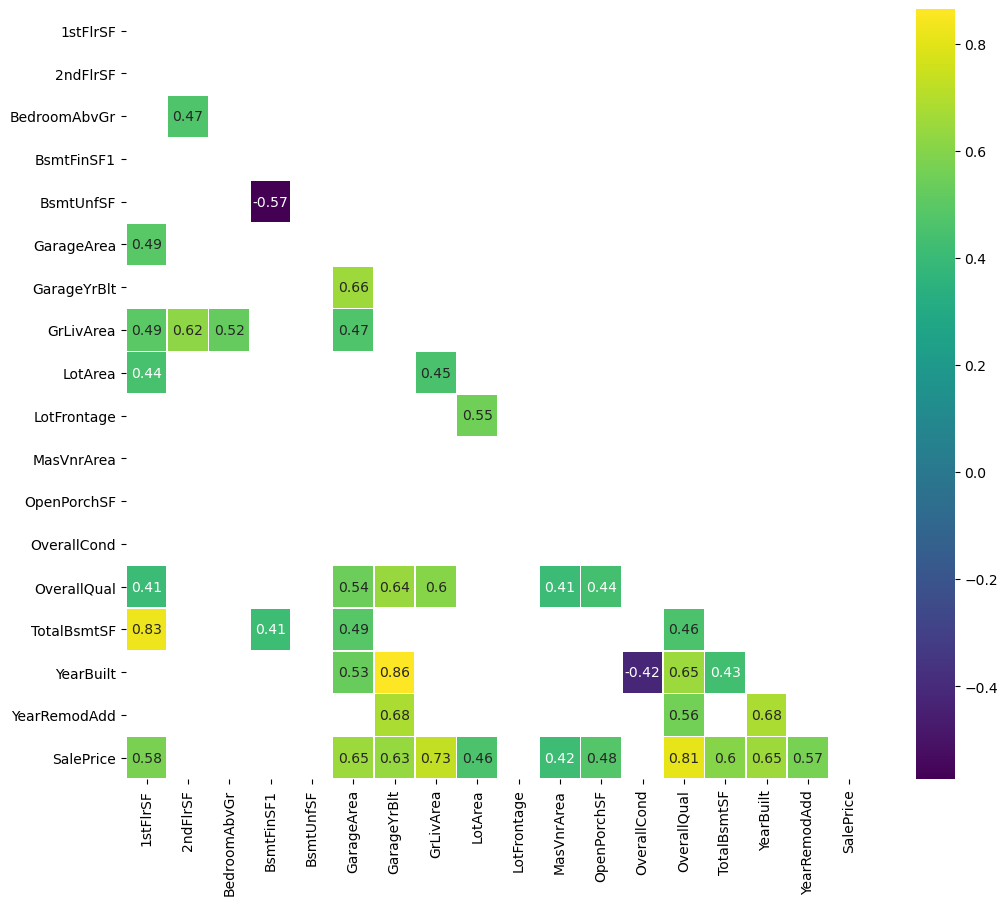 1stFlrSF
2ndFlrSF
BedroomAbvGr 0.47
BsmtFinSF1
BsmtUnfSF -0.57
GarageArea 0.49
GarageYrBlt 0.66
GrLivArea 0.49 0.62 0.52 0.47
LotArea 0.44 0.45
LotFrontage 0.55
MasVnrArea
OpenPorchSF
OverallCond
OverallQual 0.41 0.54 0.64 0.6 0.41 0.44
TotalBsmtSF 0.83 0.41 0.49 0.46
YearBuilt 0.53 0.86 -0.42 0.65 0.43
YearRemodAdd 0.68 0.56 0.68
SalePrice 0.58 0.65 0.63 0.73 0.46 0.42 0.48 0.81 0.6 0.65 0.57
1stFlrSF
2ndFlrSF
BedroomAbvGr
BsmtFinSF1
BsmtUnfSF
GarageArea
GarageYrBlt
GrLivArea
LotArea
LotFrontage
MasVnrArea
OpenPorchSF
OverallCond
OverallQual
TotalBsmtSF
YearBuilt
YearRemodAdd
SalePrice
0.8
0.6
0.4
0.2
0.0
−0.2
−0.4